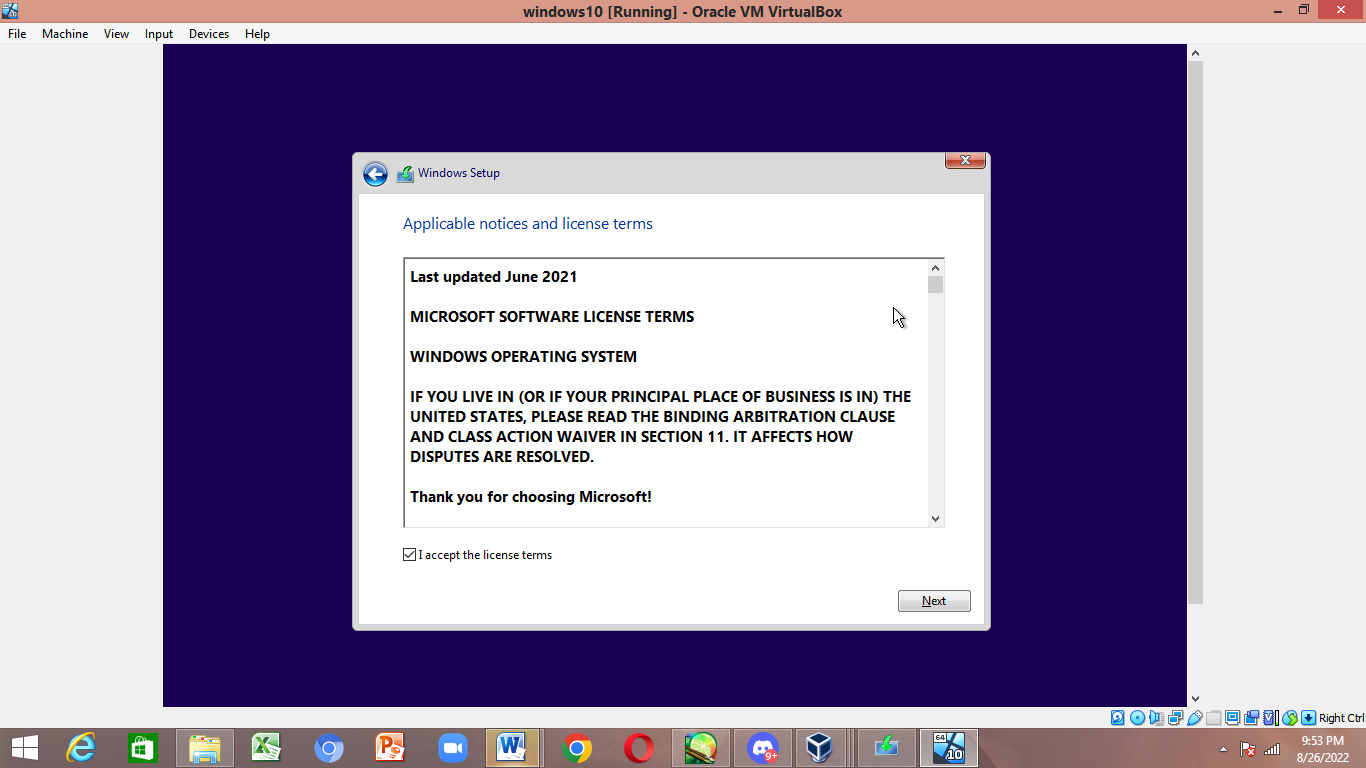 windows10 [Running] - Oracle VM VirtualBox
File Machine View Input Devices Help
Windows Setup
Applicable notices and license terms
Last updated June 2021
MICROSOFT SOFTWARE LICENSE TERMS
WINDOWS OPERATING SYSTEM
IF YOU LIVE IN (OR IF YOUR PRINCIPAL PLACE OF BUSINESS IS IN) THE
UNITED STATES, PLEASE READ THE BINDING ARBITRATION CLAUSE
AND CLASS ACTION WAIVER IN SECTION 11. IT AFFECTS HOW
DISPUTES ARE RESOLVED.
Thank you for choosing Microsoft!
I accept the license terms
Next
Right Ctrl
9+
64
10
9:53 PM
8/26/2022